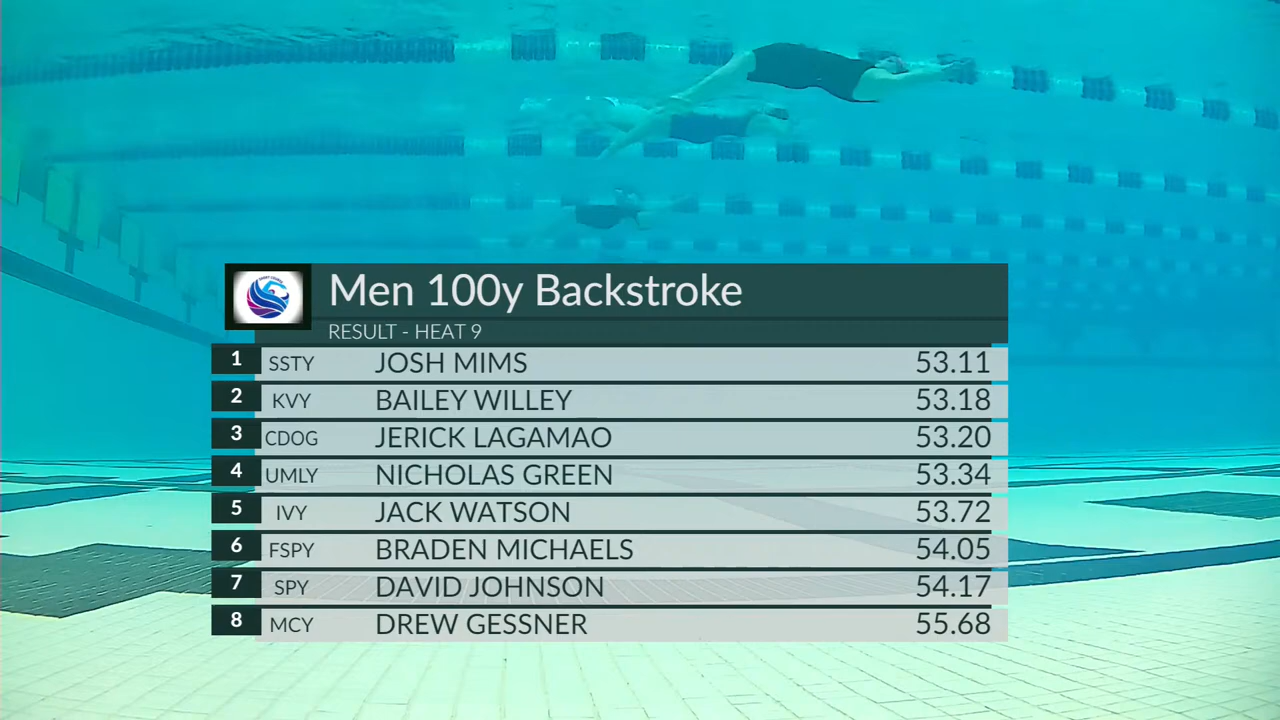 Men 100y Backstroke
RESULT - HEAT 9
1 SSTY JOSH MIMS 53.11
2 KVY BAILEY WILLEY 53.18
3 CDOG JERICK LAGAMAO 53.20
4 UMLY NICHOLAS GREEN 53.34
5 IVY JACK WATSON 53.72
6 FSPY BRADEN MICHAELS 54.05
7 SPY DAVID JOHNSON 54.17
8 MCY DREW GESSNER 55.68